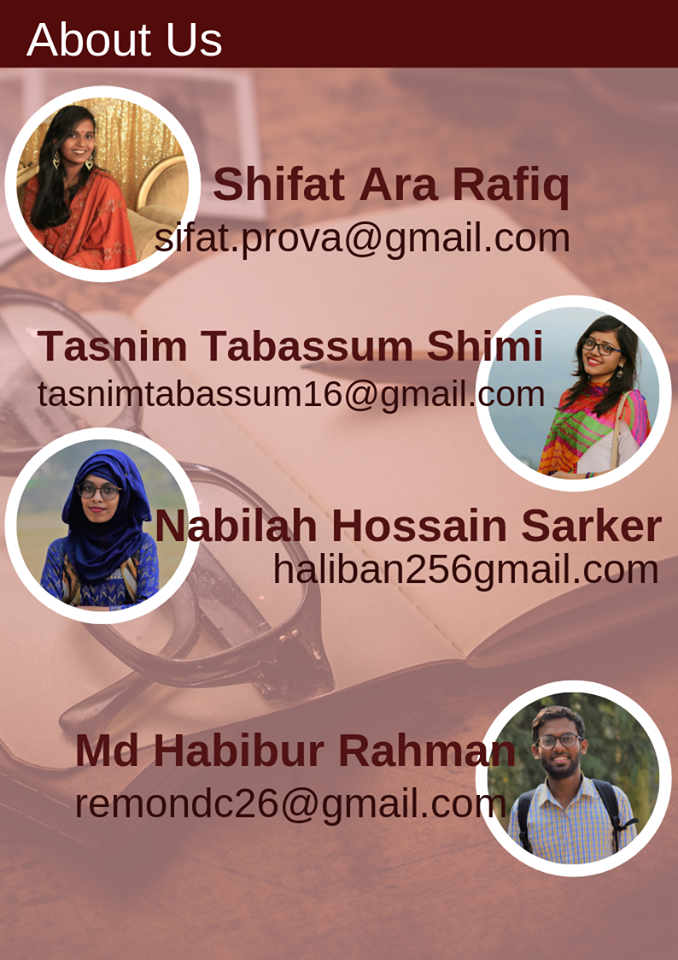 About Us
Shifat Ara Rafiq
sifat.prova@gmail.com
Tasnim Tabassum Shimi
tasnimtabassum16@gmail.com
Nabilah Hossain Sarker
haliban256gmail.com
Md Habibur Rahman
remondc26@gmail.com